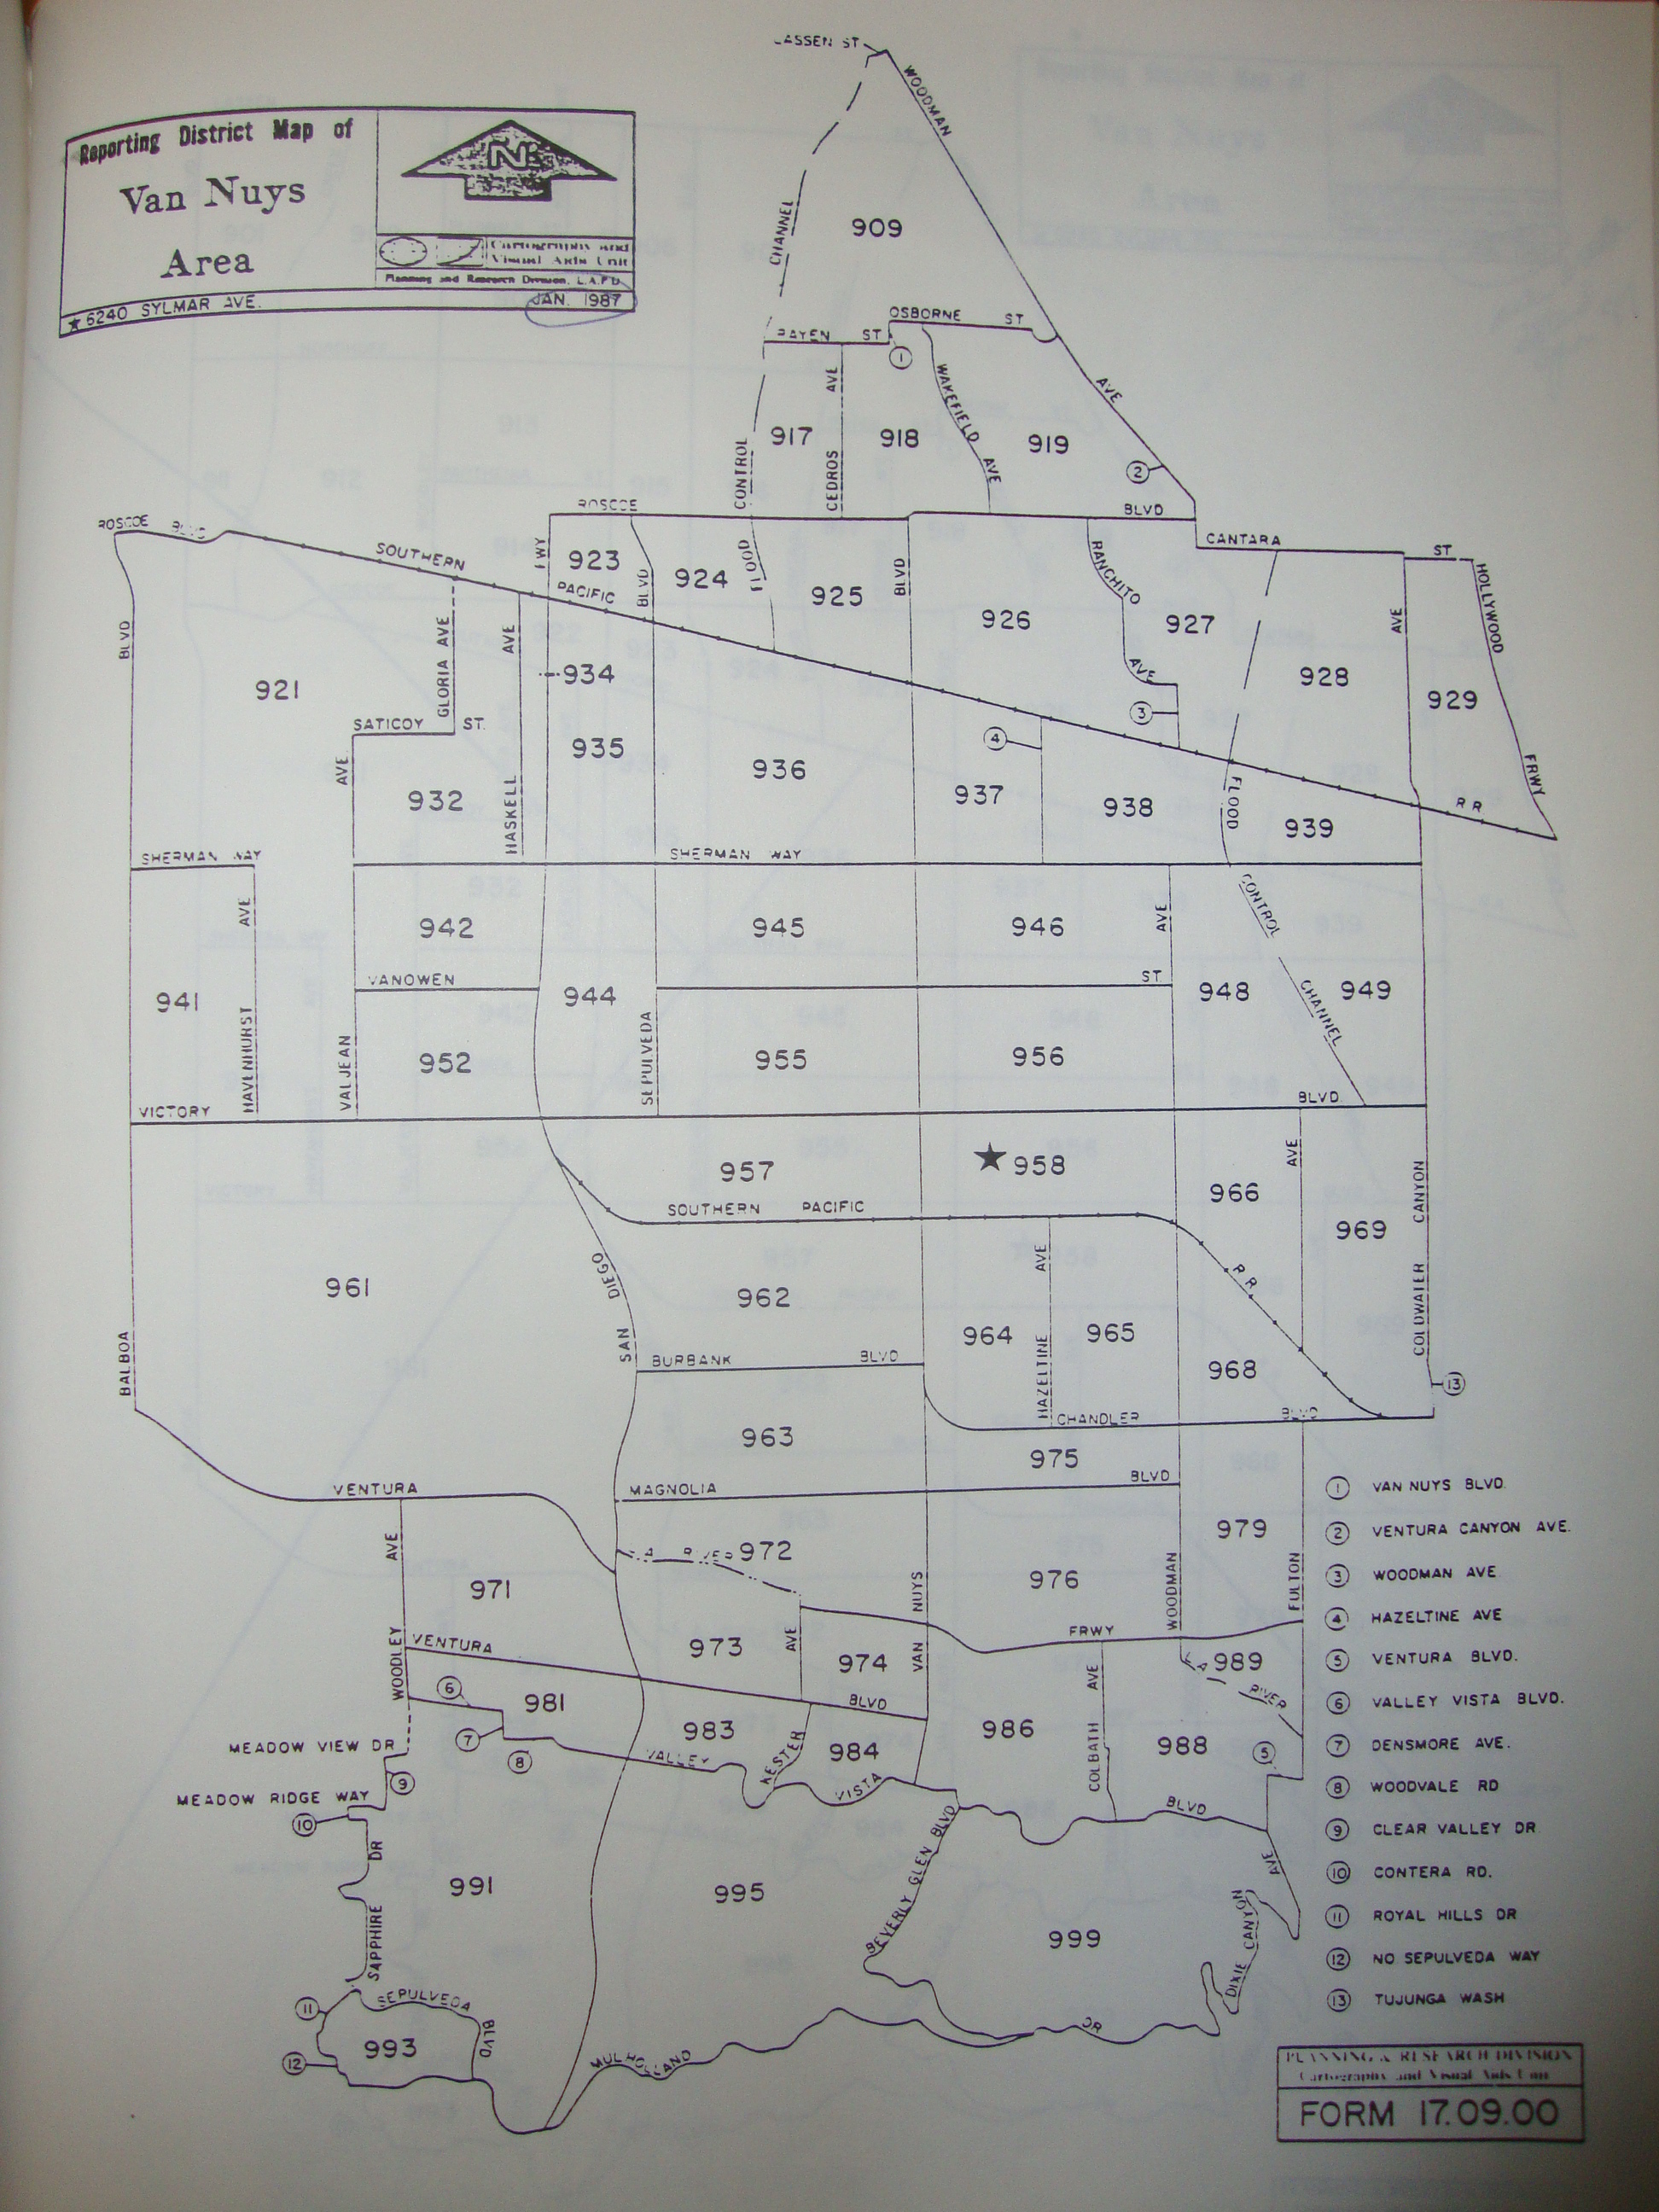 Reporting District Map of
Van Nuys
Area
N
Cartography and
Visual Aids Unit
Planning and Research Division, L.A.P.D.
★ 6240 SYLMAR AVE.
JAN. 1987
LASSEN ST
WOODMAN
CHANNEL
909
OSBORNE ST
RAYEN ST
1
AVE
WAKEFIELD AVE
AVE
917
918
919
CONTROL
CEDROS
2
ROSCOE BLVD
ROSCOE
BLVD
CANTARA ST
SOUTHERN
PACIFIC
FWY
923
BLVD
924
FLOOD
925
BLVD
926
RANCHITO
AVE
927
928
AVE
929
HOLLYWOOD
FRWY
BLVD
921
GLORIA AVE
AVE
934
SATICOY ST.
3
4
AVE
932
HASKELL
935
936
937
938
FLOOD
939
R R
SHERMAN WAY
SHERMAN WAY
AVE
942
945
946
AVE
CONTROL
VANOWEN
ST
941
944
948
CHANNEL
949
HAVENHURST
VALJEAN
952
SEPULVEDA
955
956
VICTORY
BLVD
957
★ 958
966
AVE
CANYON
SOUTHERN PACIFIC
969
961
DIEGO
962
AVE
R R
COLDWATER
BALBOA
SAN
BURBANK BLVD
964
HAZELTINE
965
968
13
963
CHANDLER
BLVD
975
VENTURA
MAGNOLIA
BLVD
AVE
L A RIVER
972
979
971
976
NUYS
WOODMAN
FULTON
WOODLEY
VENTURA
973
AVE
974
VAN
FRWY
989
L A
RIVER
6
981
BLVD
983
KESTER
984
986
AVE
COLBATH
988
5
7
8
MEADOW VIEW DR
VALLEY
VISTA
BLVD
9
MEADOW RIDGE WAY
10
DR
991
995
BEVERLY GLEN BLVD
AVE
SAPPHIRE
999
DIXIE CANYON
11
SEPULVEDA
BLVD
993
12
MULHOLLAND
DR
1 VAN NUYS BLVD.
2 VENTURA CANYON AVE.
3 WOODMAN AVE
4 HAZELTINE AVE
5 VENTURA BLVD.
6 VALLEY VISTA BLVD.
7 DENSMORE AVE.
8 WOODVALE RD
9 CLEAR VALLEY DR
10 CONTERA RD.
11 ROYAL HILLS DR
12 NO SEPULVEDA WAY
13 TUJUNGA WASH
PLANNING & RESEARCH DIVISION
Cartography and Visual Aids Unit
FORM 17.09.00